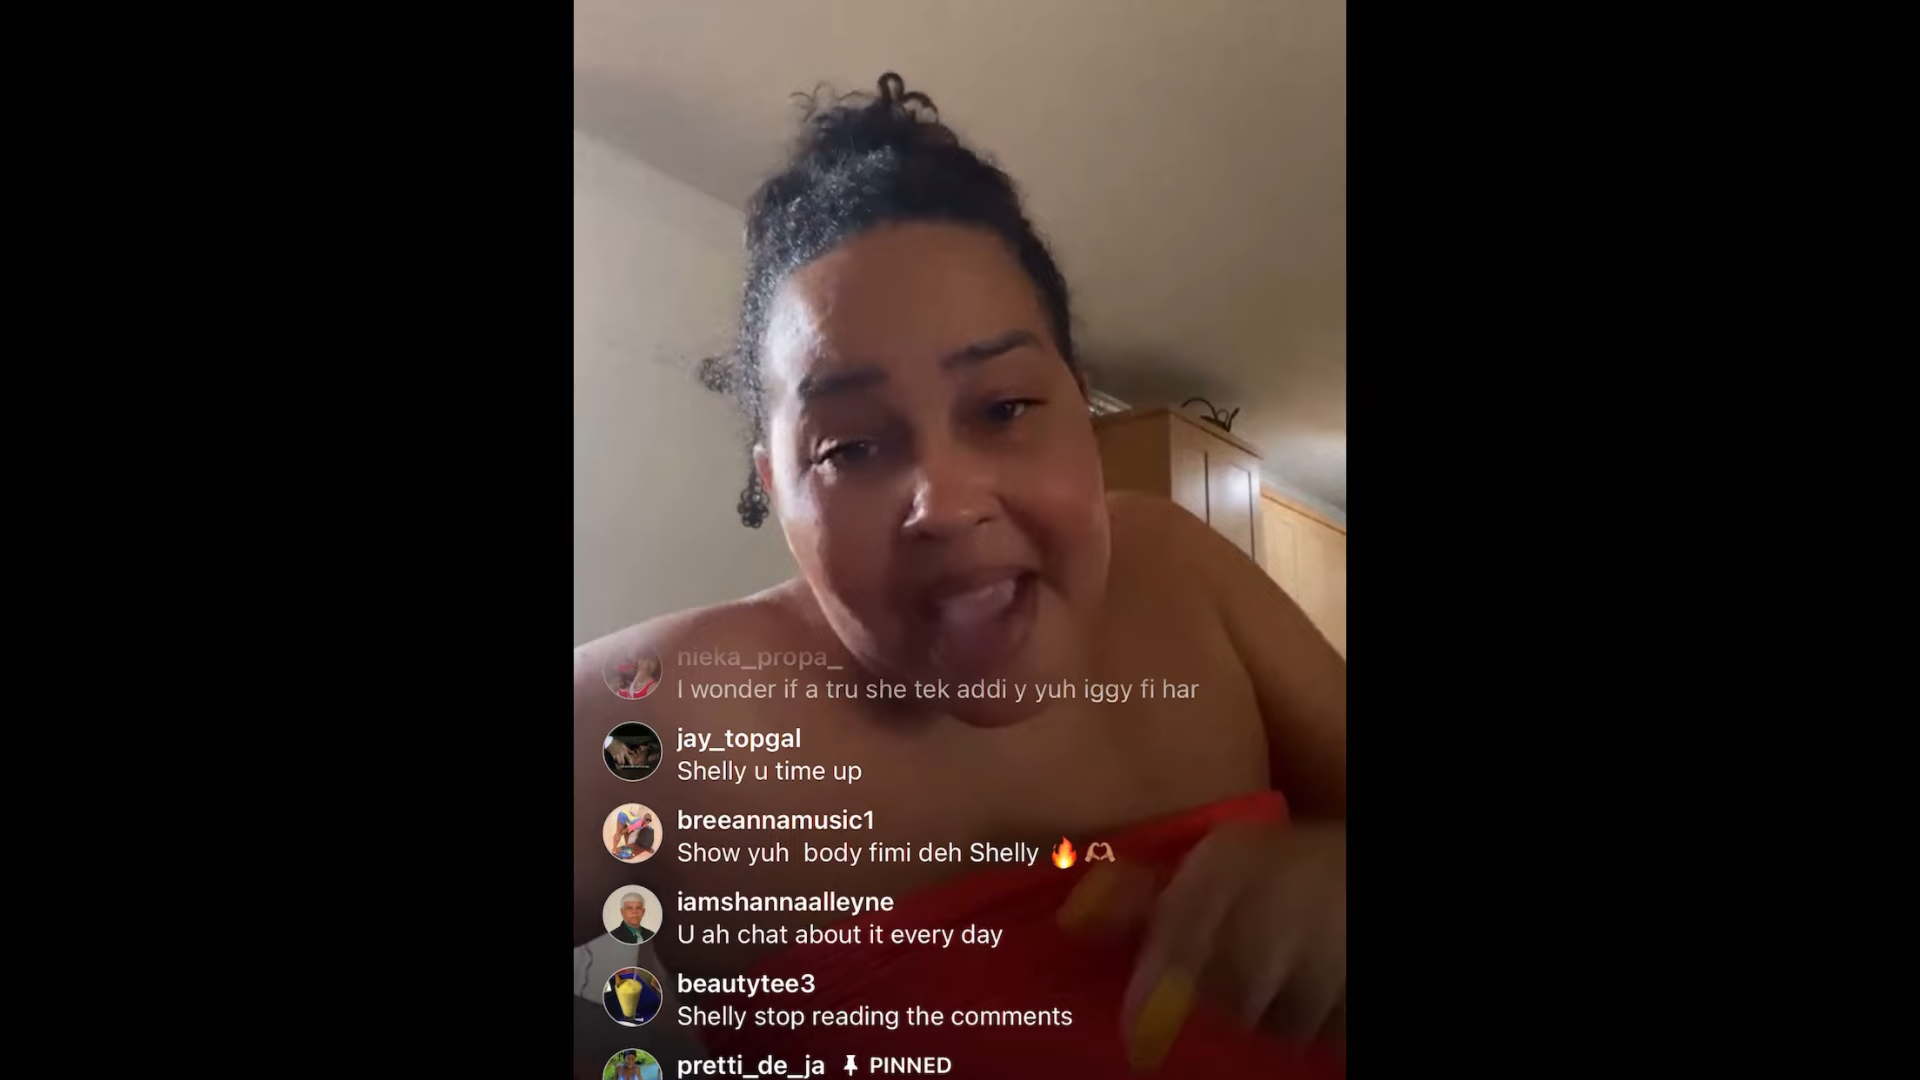 nieka_propa_
I wonder if a tru she tek addi y yuh iggy fi har
jay_topgal
Shelly u time up
breeannamusic1
Show yuh  body fimi deh Shelly 🔥🫶🏽
iamshannaalleyne
U ah chat about it every day
beautytee3
Shelly stop reading the comments
pretti_de_ja PINNED